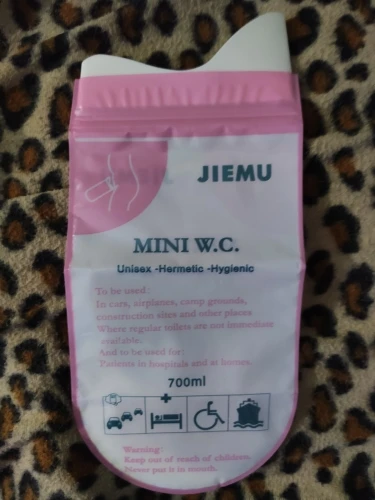 JIEMU
MINI W.C.
Unisex -Hermetic -Hygienic
To be used:
In cars, airplanes, camp grounds,
construction sizes and other places
Where regular toilets are not immediate
available.
And to be used for:
Patients in hospitals and at homes.
700ml
Warning:
Keep out of reach of children,
Never put it in mouth.